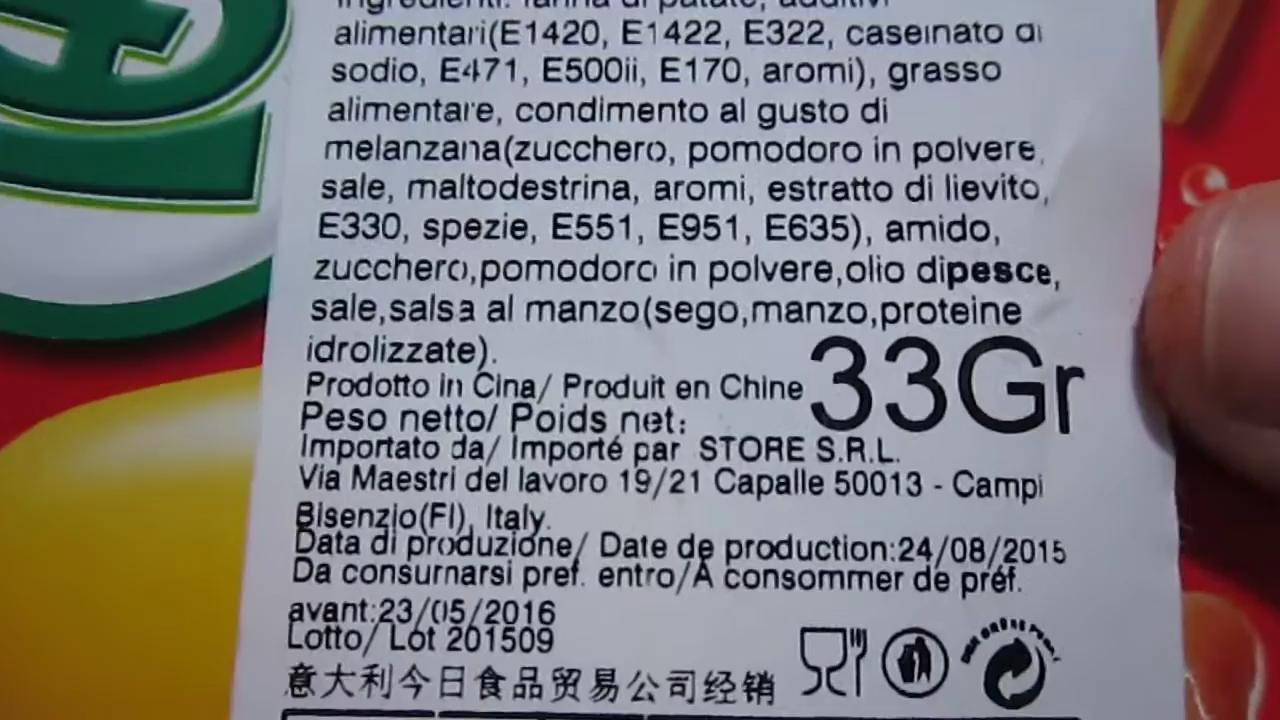 Ingredienti: farina di patate, additivi
alimentari(E1420, E1422, E322, caseinato di
sodio, E471, E500ii, E170, aromi), grasso
alimentare, condimento al gusto di
melanzana(zucchero, pomodoro in polvere,
sale, maltodestrina, aromi, estratto di lievito,
E330, spezie, E551, E951, E635), amido,
zucchero,pomodoro in polvere,olio dipesce,
sale,salsa al manzo(sego,manzo,proteine
idrolizzate).
Prodotto in Cina/ Produit en Chine
Peso netto/ Poids net: 33Gr
Importato da/ Importé par STORE S.R.L.
Via Maestri del lavoro 19/21 Capalle 50013 - Campi
Bisenzio(FI), Italy.
Data di produzione/ Date de production:24/08/2015
Da consumarsi pref. entro/A consommer de préf.
avant:23/05/2016
Lotto/ Lot 201509
意大利今日食品贸易公司经销